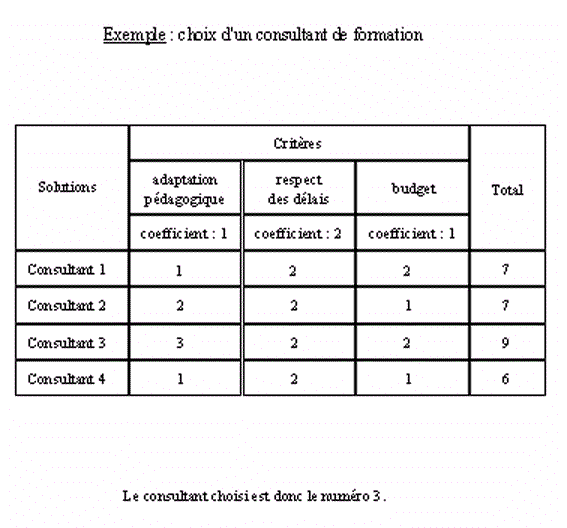 Exemple : choix d'un consultant de formation
Critères
Solutions
adaptation
pédagogique
respect
des délais
budget
Total
coefficient : 1
coefficient : 2
coefficient : 1
Consultant 1 1 2 2 7
Consultant 2 2 2 1 7
Consultant 3 3 2 2 9
Consultant 4 1 2 1 6
Le consultant choisi est donc le numéro 3.